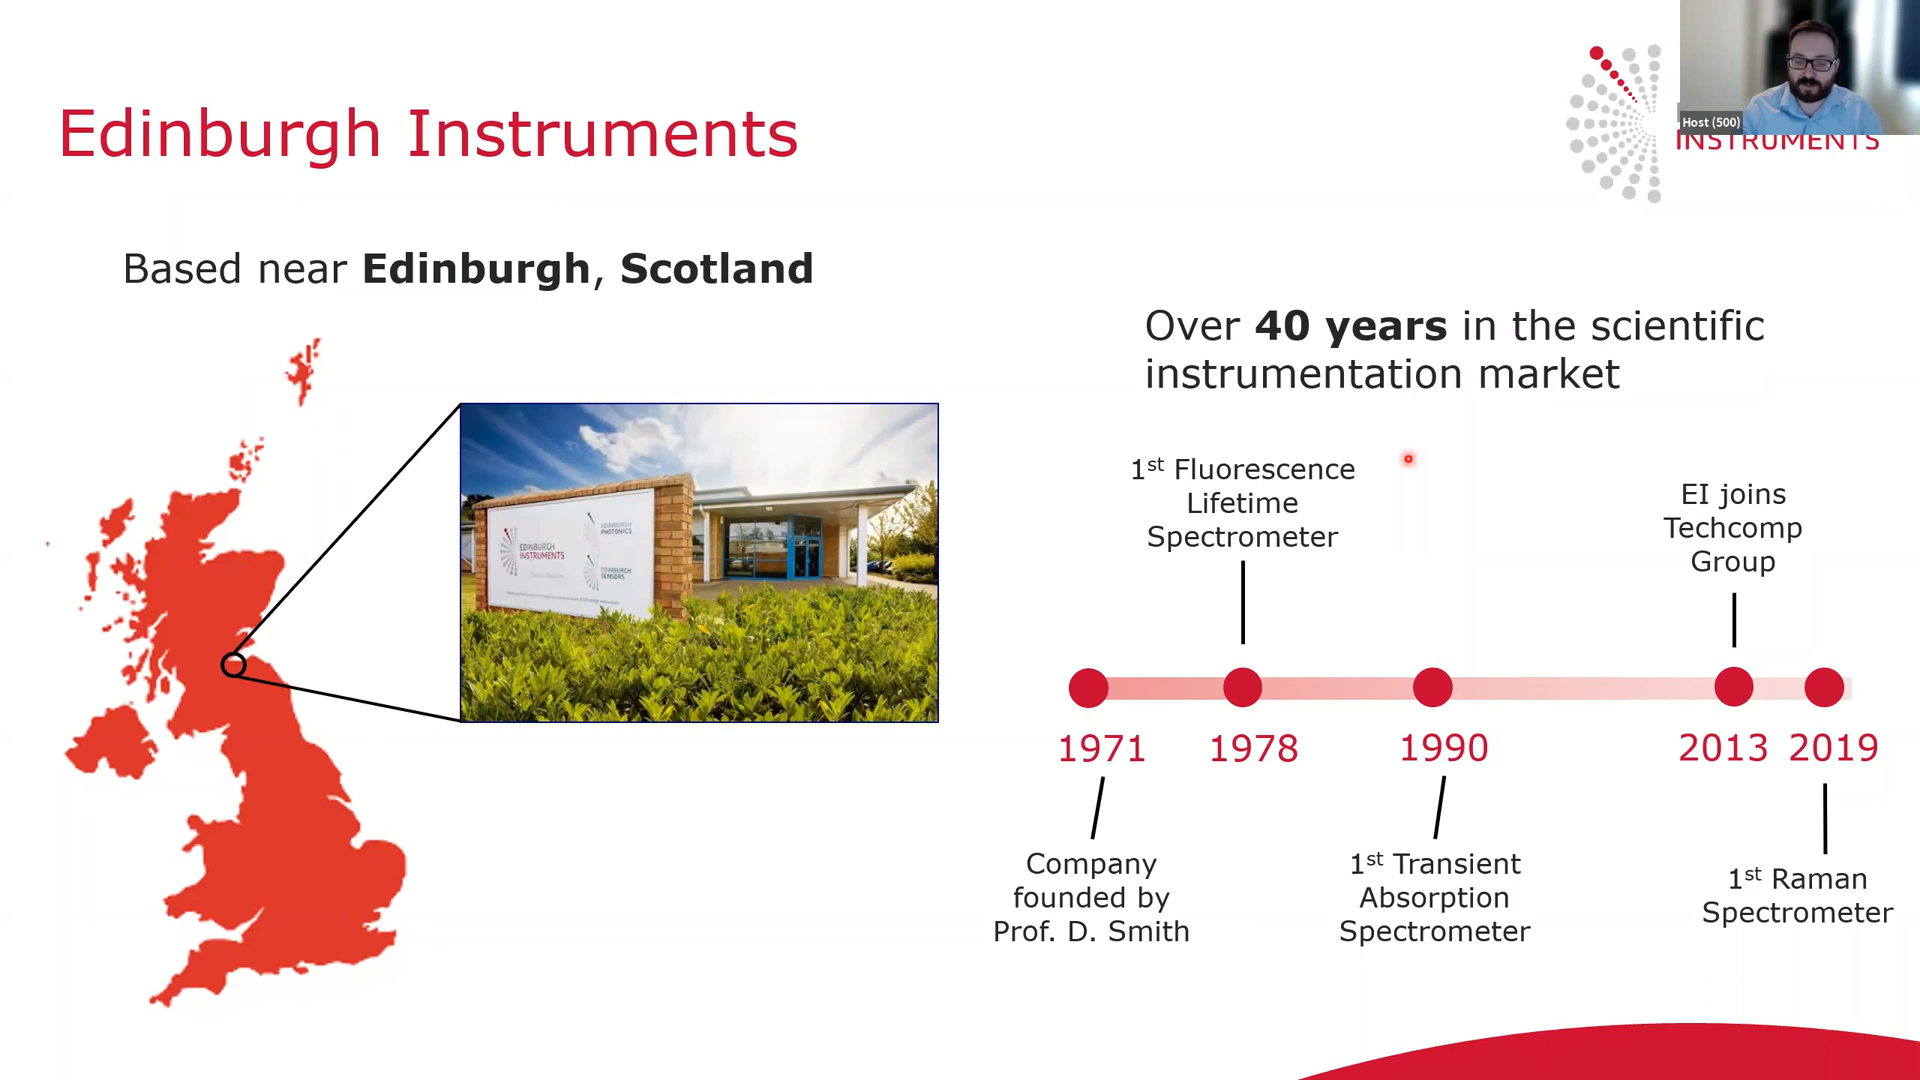 Edinburgh Instruments
Host (500)
INSTRUMENTS
Based near Edinburgh, Scotland
Over 40 years in the scientific
instrumentation market
EDINBURGH
INSTRUMENTS
EDINBURGH
PHOTONICS
EDINBURGH
SENSORS
1st Fluorescence
Lifetime
Spectrometer
EI joins
Techcomp
Group
1971
1978
1990
2013
2019
Company
founded by
Prof. D. Smith
1st Transient
Absorption
Spectrometer
1st Raman
Spectrometer